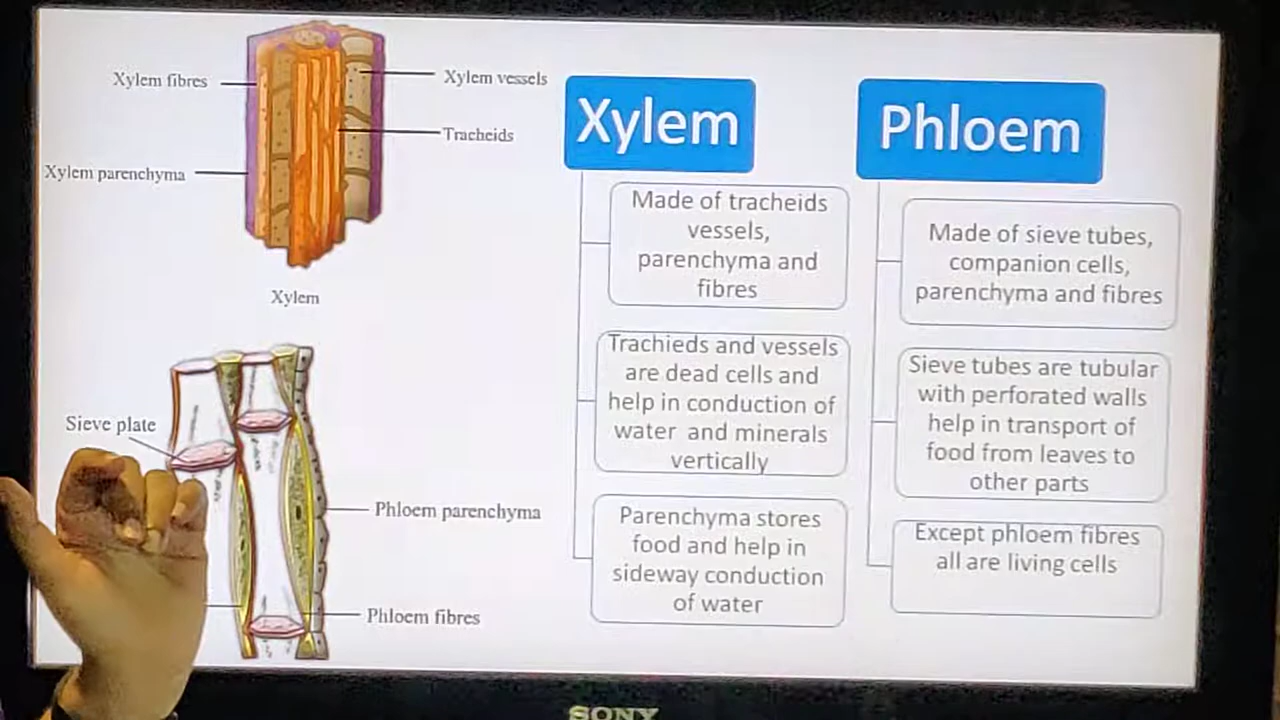 Xylem fibres
Xylem vessels
Tracheids
Xylem parenchyma
Xylem
Sieve plate
Phloem parenchyma
Phloem fibres
Xylem
Made of tracheids
vessels,
parenchyma and
fibres
Trachieds and vessels
are dead cells and
help in conduction of
water and minerals
vertically
Parenchyma stores
food and help in
sideway conduction
of water
Phloem
Made of sieve tubes,
companion cells,
parenchyma and fibres
Sieve tubes are tubular
with perforated walls
help in transport of
food from leaves to
other parts
Except phloem fibres
all are living cells
SONY